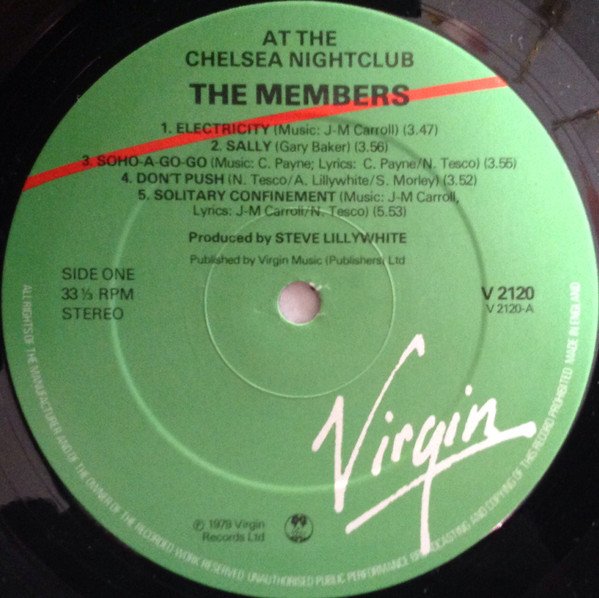 AT THE
CHELSEA NIGHTCLUB
THE MEMBERS
1. ELECTRICITY (Music: J-M Carroll) (3.47)
2. SALLY (Gary Baker) (3.56)
3. SOHO-A-GO-GO (Music: C. Payne; Lyrics: C. Payne/N. Tesco) (3.55)
4. DON'T PUSH (N. Tesco/A. Lillywhite/S. Morley) (3.52)
5. SOLITARY CONFINEMENT (Music: J-M Carroll,
Lyrics: J-M Carroll/N. Tesco) (5.53)
Produced by STEVE LILLYWHITE
Published by Virgin Music (Publishers) Ltd
SIDE ONE
33 ⅓ RPM
STEREO
V 2120
V 2120-A
Virgin
℗ 1979 Virgin
Records Ltd
ALL RIGHTS OF THE MANUFACTURER AND OF THE OWNER OF THE RECORDED WORK RESERVED. UNAUTHORISED PUBLIC PERFORMANCE BROADCASTING AND COPYING OF THIS RECORD PROHIBITED MADE IN ENGLAND